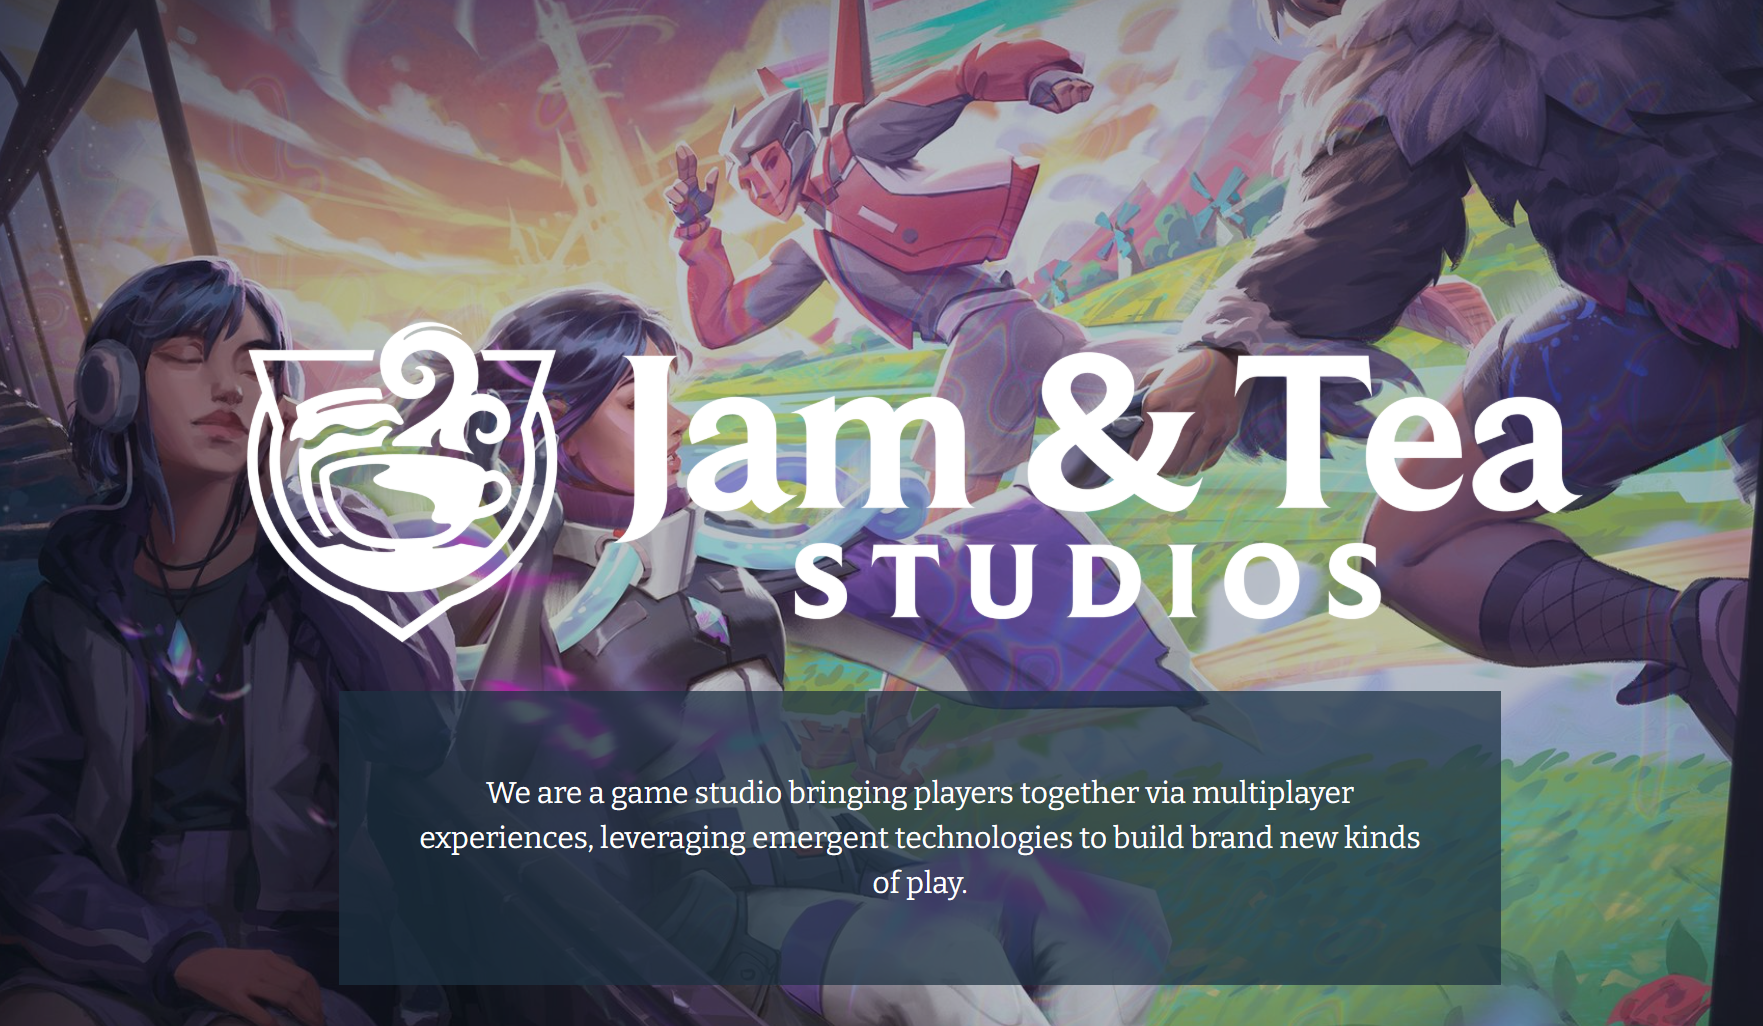 Jam & Tea
STUDIOS
We are a game studio bringing players together via multiplayer
experiences, leveraging emergent technologies to build brand new kinds
of play.